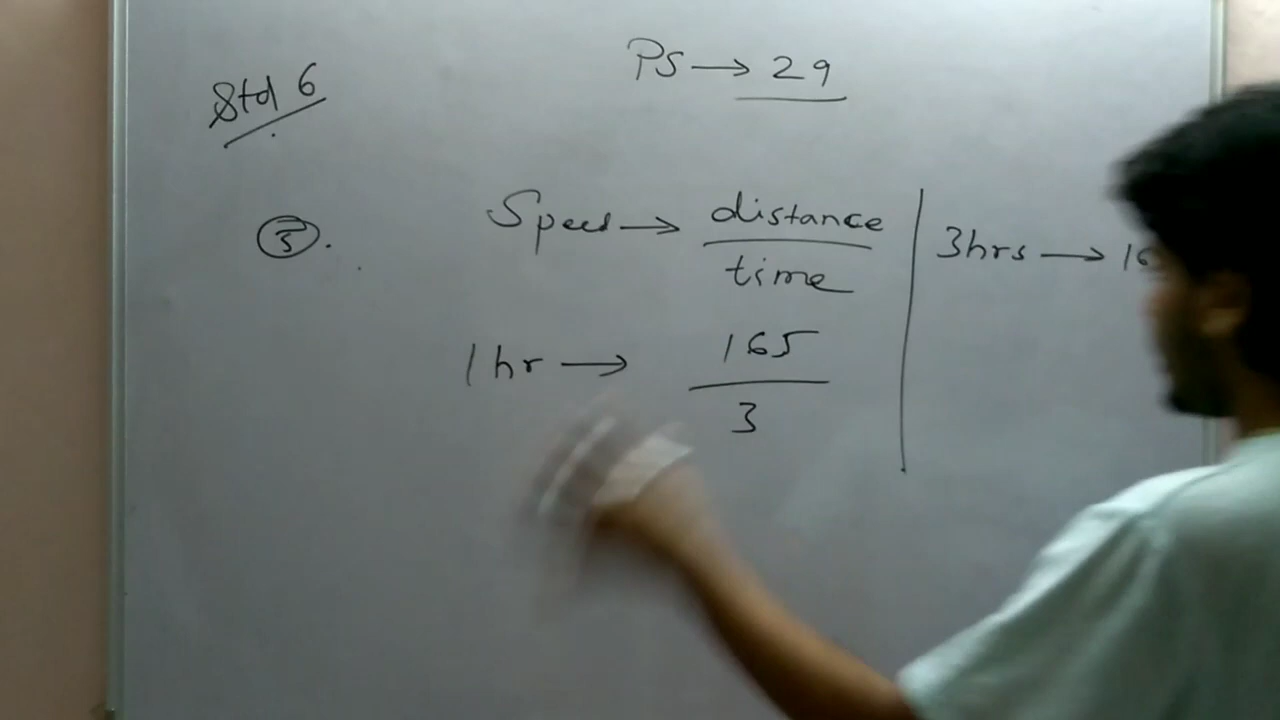 PS → 29
Std 6
3.
Speed → distance / time
3hrs → 16
1 hr → 165 / 3